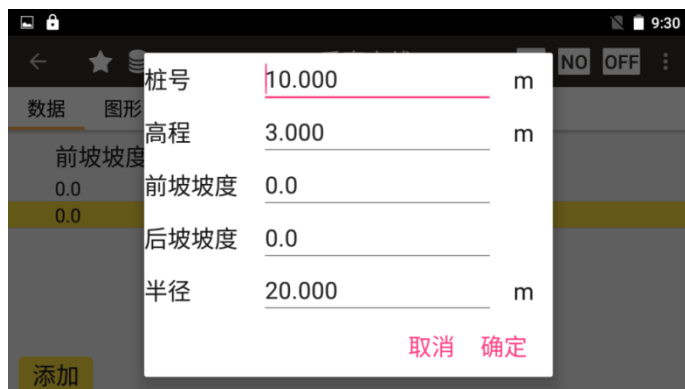 9:30
NO OFF
数据 图形
前坡坡度
0.0
0.0
添加
桩号 10.000 m
高程 3.000 m
前坡坡度 0.0
后坡坡度 0.0
半径 20.000 m
取消 确定